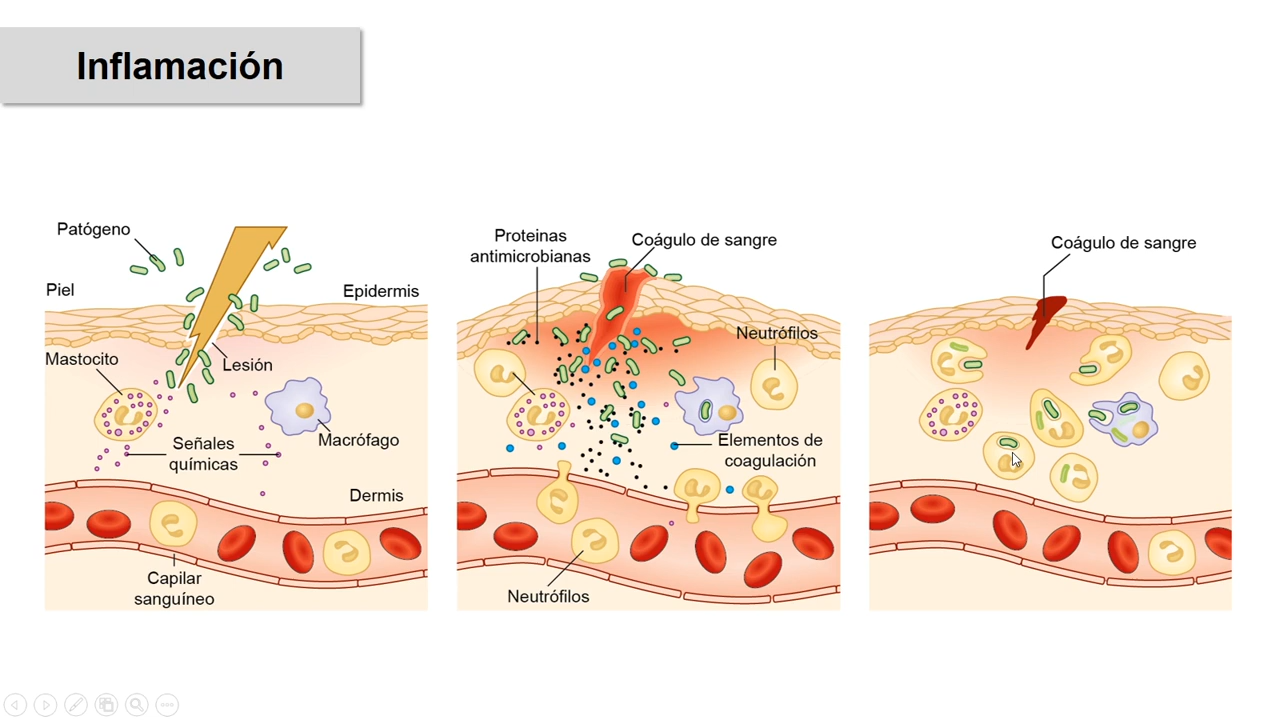 Inflamación
Patógeno
Piel
Epidermis
Mastocito
Lesión
Señales
químicas
Macrófago
Dermis
Capilar
sanguíneo
Proteinas
antimicrobianas
Coágulo de sangre
Neutrófilos
Elementos de
coagulación
Neutrófilos
Coágulo de sangre